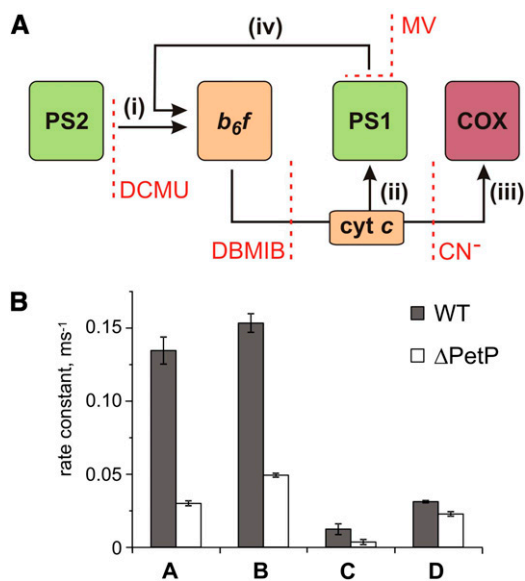 A
(iv)
MV
(i)
PS2
b₆f
PS1
COX
DCMU
(ii)
(iii)
DBMIB
cyt c
CN⁻
B
rate constant, ms⁻¹
0.15
0.10
0.05
0
WT
ΔPetP
A B C D